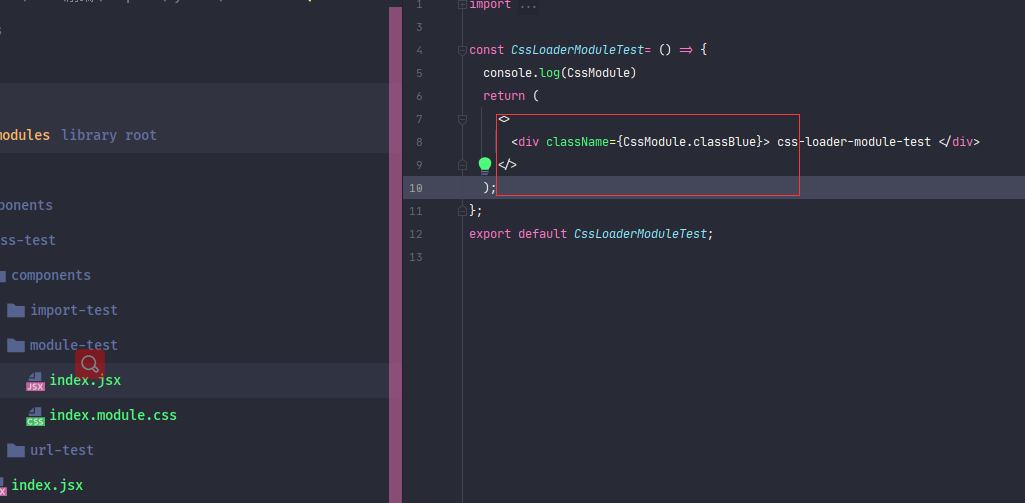 modules library root
ponents
ss-test
components
import-test
module-test
JSX index.jsx
CSS index.module.css
url-test
index.jsx
1 import ...
3
4 const CssLoaderModuleTest= () => {
5 console.log(CssModule)
6 return (
7 <>
8 <div className={CssModule.classBlue}> css-loader-module-test </div>
9 </>
10 );
11 };
12 export default CssLoaderModuleTest;
13